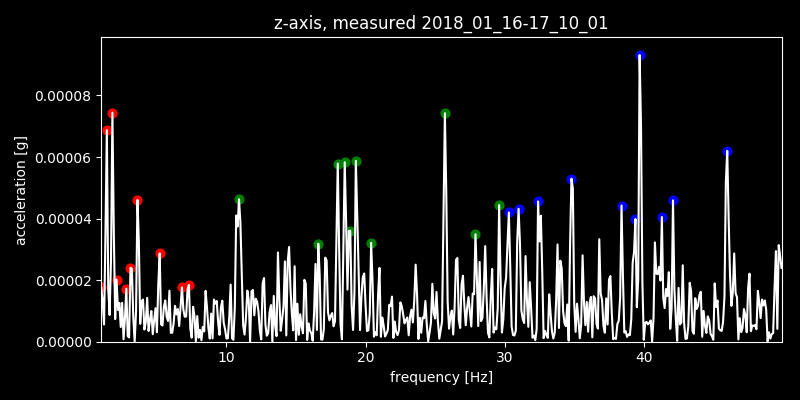 z-axis, measured 2018_01_16-17_10_01
acceleration [g]
0.00008
0.00006
0.00004
0.00002
0.00000
10 20 30 40
frequency [Hz]